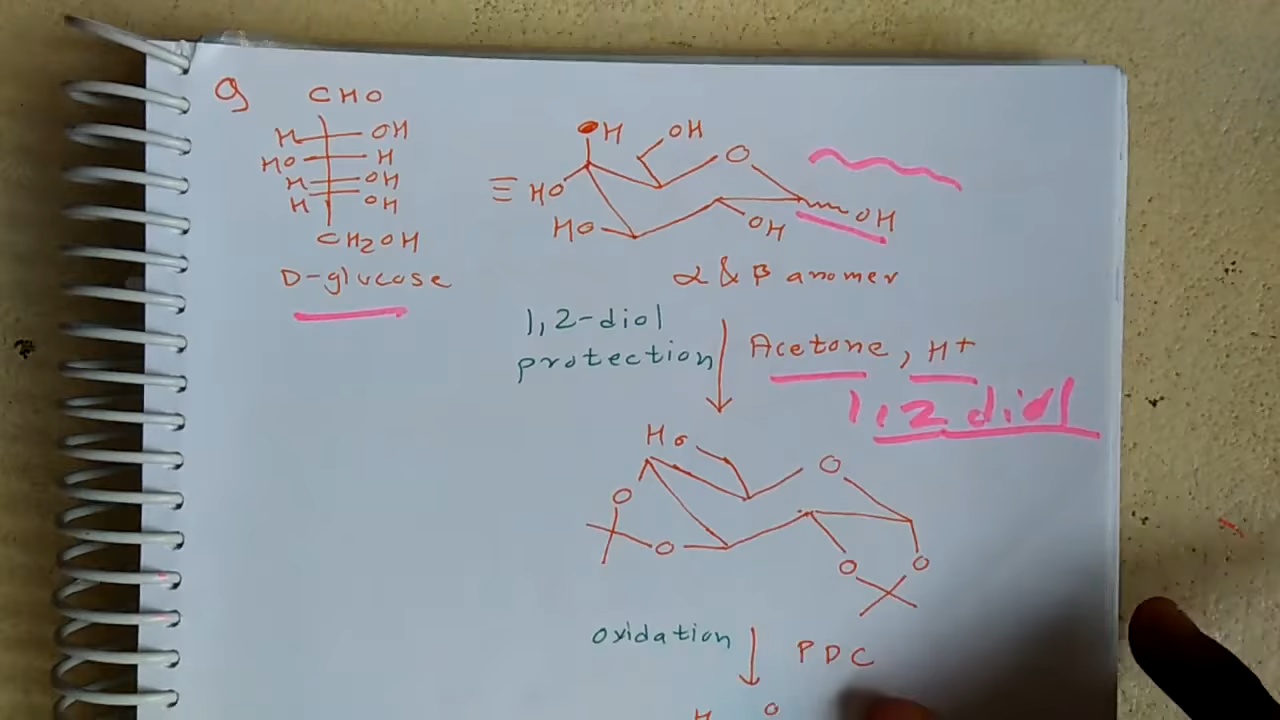 9
CHO
H OH
HO H
H OH
H OH
CH2OH
D-glucose
OH OH O
≡ HO
HO OH OH
α & β anomer
1,2-diol
protection
Acetone, H+
1,2 diol
HO O
O
O O O
oxidation PDC
H O